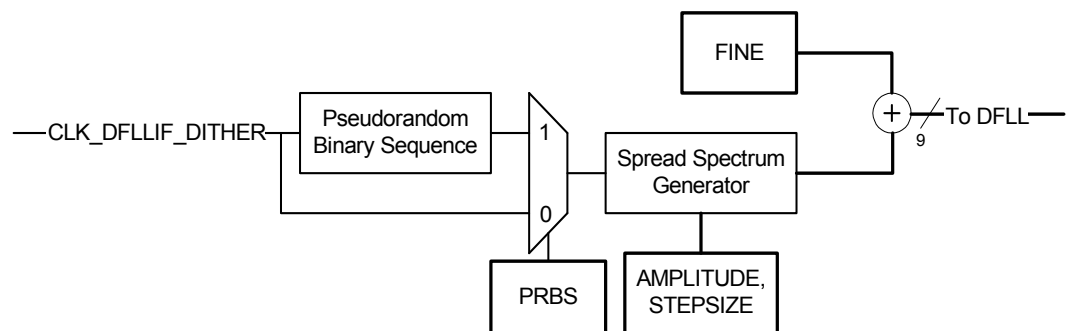 FINE
CLK_DFLLIF_DITHER
Pseudorandom
Binary Sequence
1
0
Spread Spectrum
Generator
+
To DFLL
9
PRBS
AMPLITUDE,
STEPSIZE